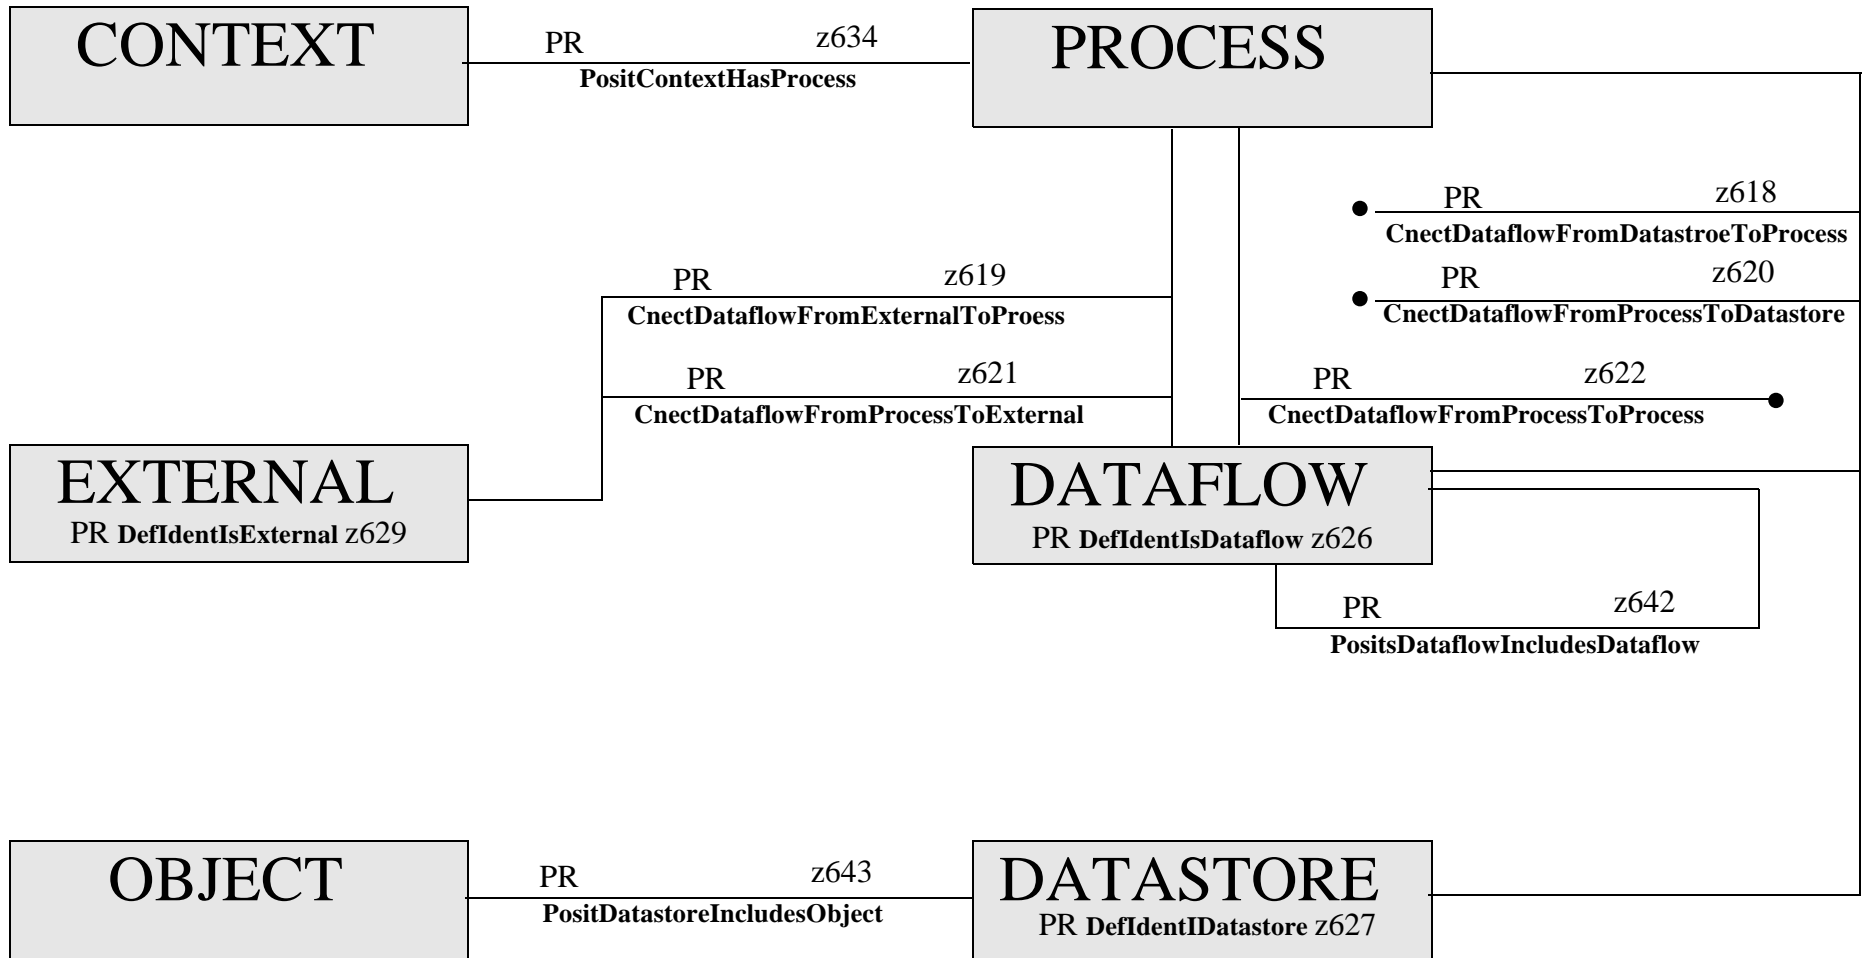 CONTEXT
PR z634
PositContextHasProcess
PROCESS
PR z618
CnectDataflowFromDatastroeToProcess
PR z620
CnectDataflowFromProcessToDatastore
PR z619
CnectDataflowFromExternalToProess
PR z621
CnectDataflowFromProcessToExternal
PR z622
CnectDataflowFromProcessToProcess
EXTERNAL
PR DefIdentIsExternal z629
DATAFLOW
PR DefIdentIsDataflow z626
PR z642
PositsDataflowIncludesDataflow
OBJECT
PR z643
PositDatastoreIncludesObject
DATASTORE
PR DefIdentIDatastore z627